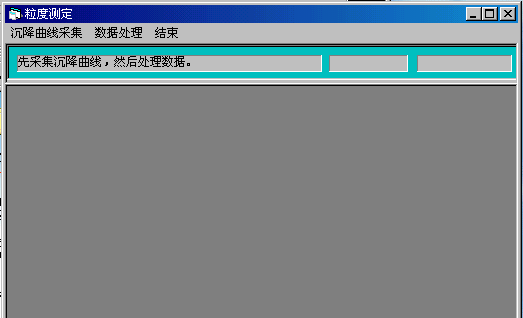 粒度测定
沉降曲线采集 数据处理 结束
先采集沉降曲线，然后处理数据。